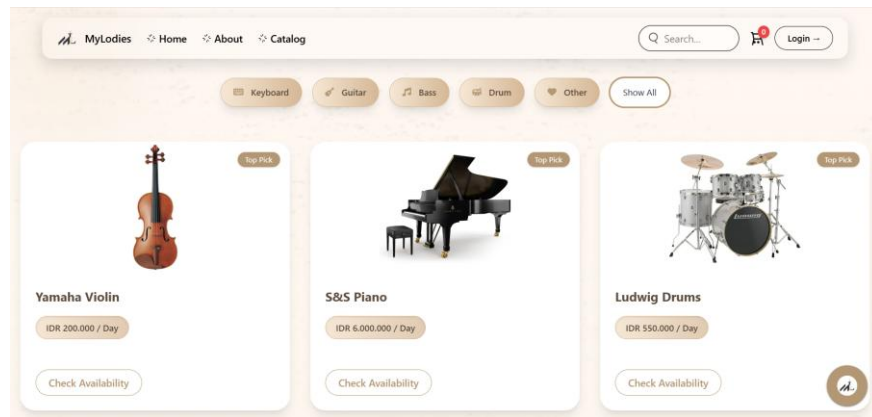 MyLodies Home About Catalog Search... 0 Login →
Keyboard Guitar Bass Drum Other Show All
Top Pick Top Pick Top Pick
Yamaha Violin S&S Piano Ludwig Drums
IDR 200.000 / Day IDR 6.000.000 / Day IDR 550.000 / Day
Check Availability Check Availability Check Availability